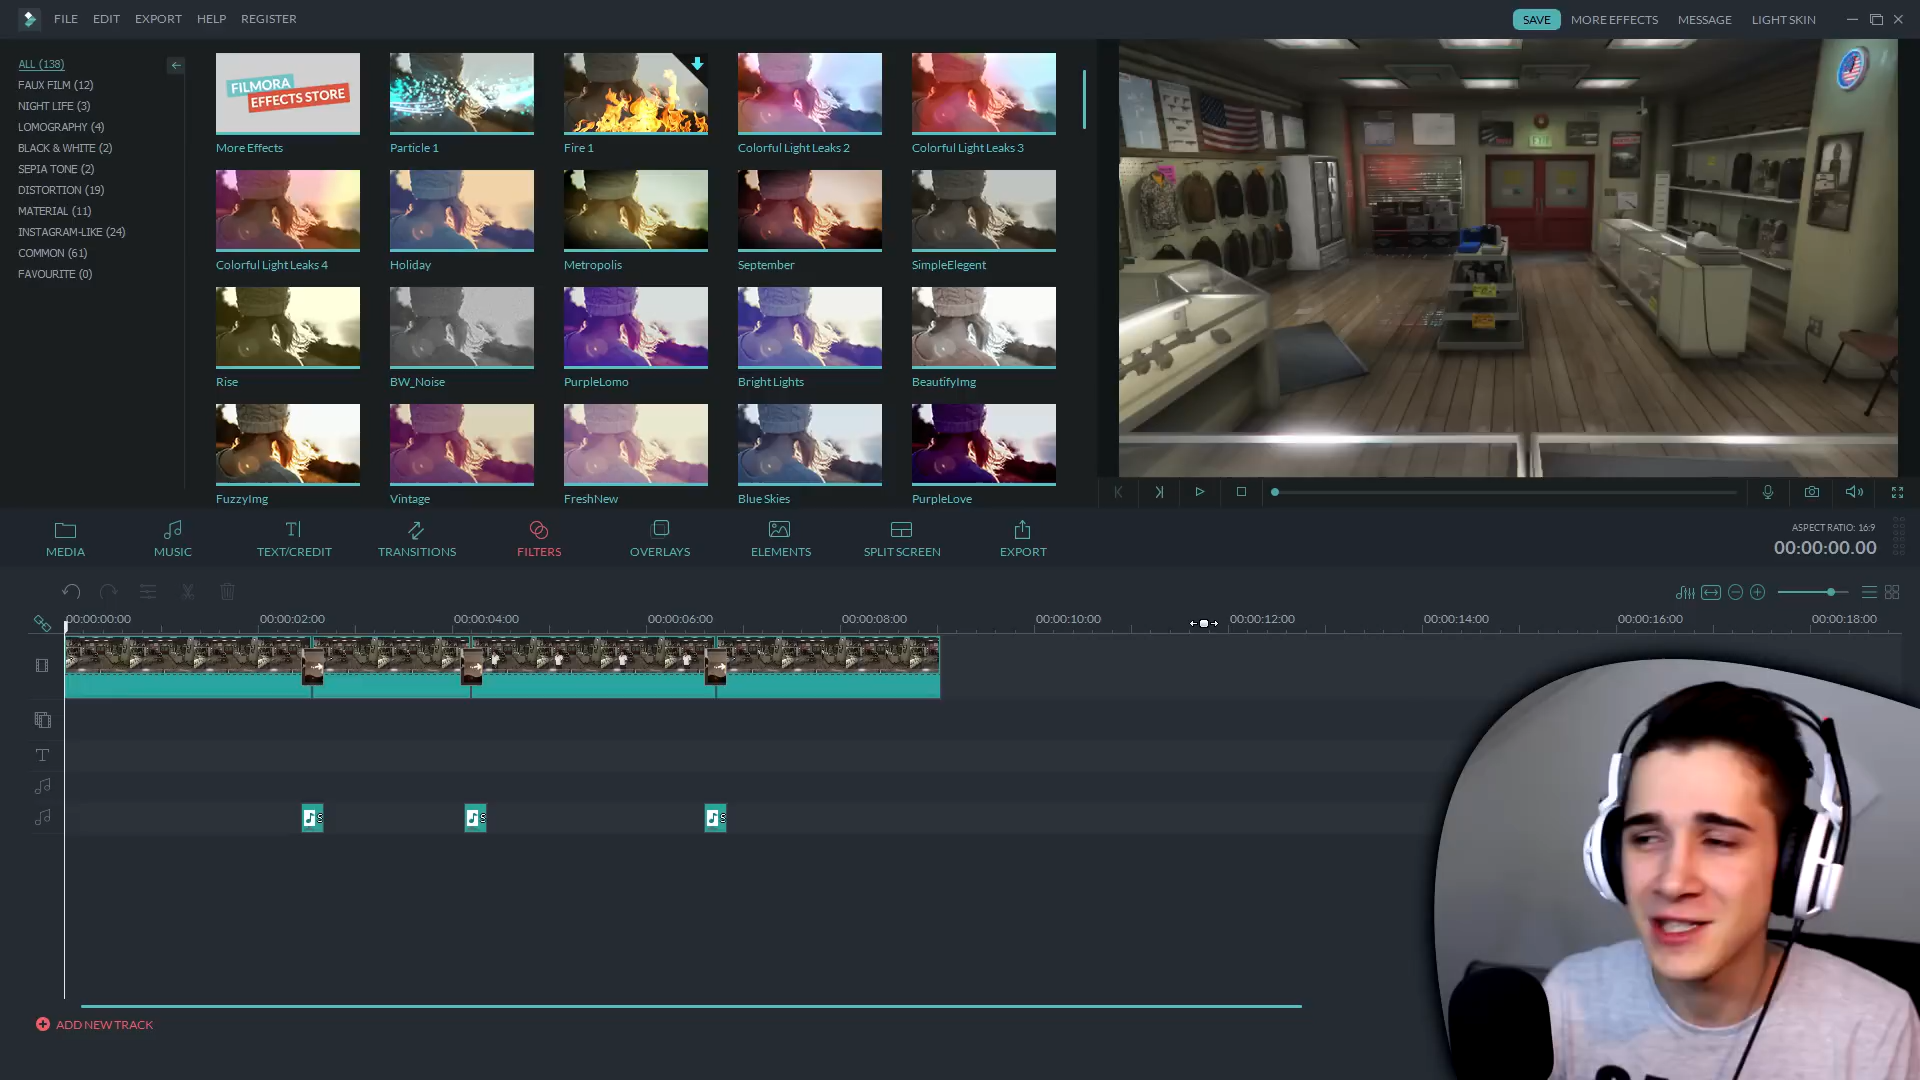 FILE
EDIT
EXPORT
HELP
REGISTER
SAVE
MORE EFFECTS
MESSAGE
LIGHT SKIN
ALL (138)
FAUX FILM (12)
NIGHT LIFE (3)
LOMOGRAPHY (4)
BLACK & WHITE (2)
SEPIA TONE (2)
DISTORTION (19)
MATERIAL (11)
INSTAGRAM-LIKE (24)
COMMON (61)
FAVOURITE (0)
FILMORA
EFFECTS STORE
More Effects
Particle 1
Fire 1
Colorful Light Leaks 2
Colorful Light Leaks 3
Colorful Light Leaks 4
Holiday
Metropolis
September
SimpleElegent
Rise
BW_Noise
PurpleLomo
Bright Lights
BeautifyImg
FuzzyImg
Vintage
FreshNew
Blue Skies
PurpleLove
EXIT
MEDIA
MUSIC
TEXT/CREDIT
TRANSITIONS
FILTERS
OVERLAYS
ELEMENTS
SPLIT SCREEN
EXPORT
ASPECT RATIO: 16:9
00:00:00.00
00:00:00:00
00:00:02:00
00:00:04:00
00:00:06:00
00:00:08:00
00:00:10:00
00:00:12:00
00:00:14:00
00:00:16:00
00:00:18:00
S
S
S
ADD NEW TRACK